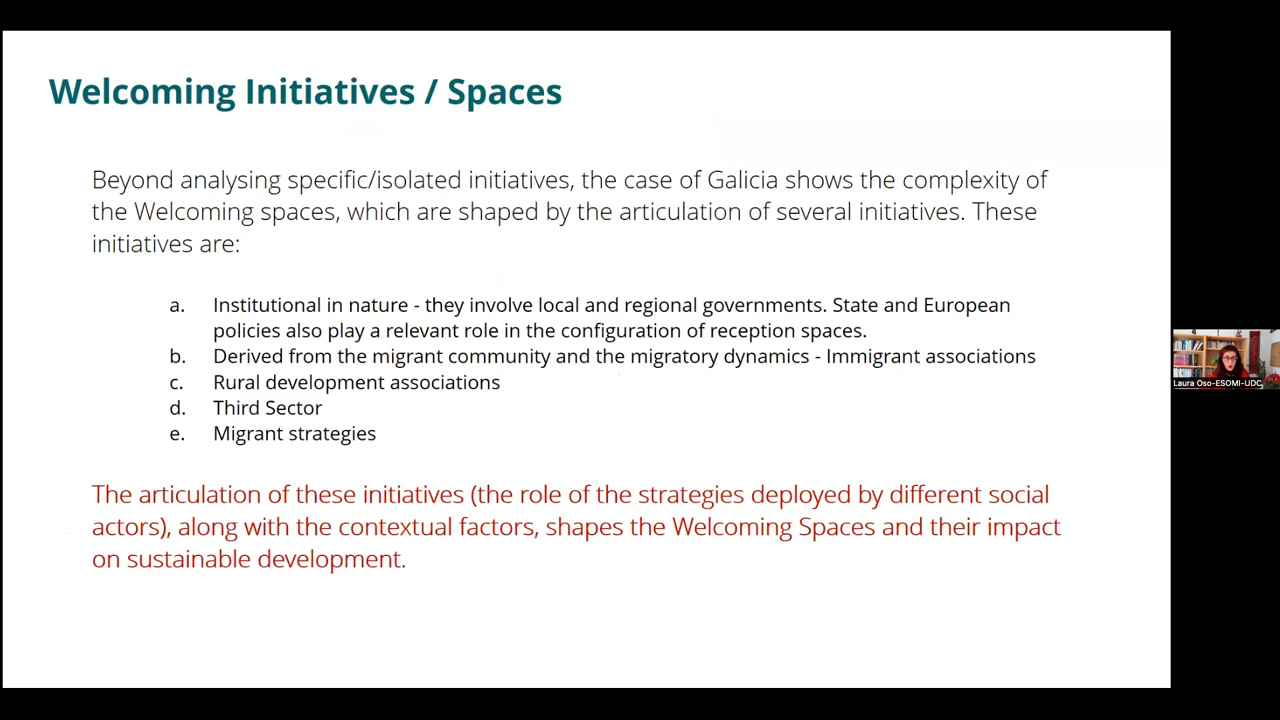 Welcoming Initiatives / Spaces
Beyond analysing specific/isolated initiatives, the case of Galicia shows the complexity of
the Welcoming spaces, which are shaped by the articulation of several initiatives. These
initiatives are:
a. Institutional in nature - they involve local and regional governments. State and European
policies also play a relevant role in the configuration of reception spaces.
b. Derived from the migrant community and the migratory dynamics - Immigrant associations
c. Rural development associations
d. Third Sector
e. Migrant strategies
The articulation of these initiatives (the role of the strategies deployed by different social
actors), along with the contextual factors, shapes the Welcoming Spaces and their impact
on sustainable development.
Laura Oso-ESOMI-UDC